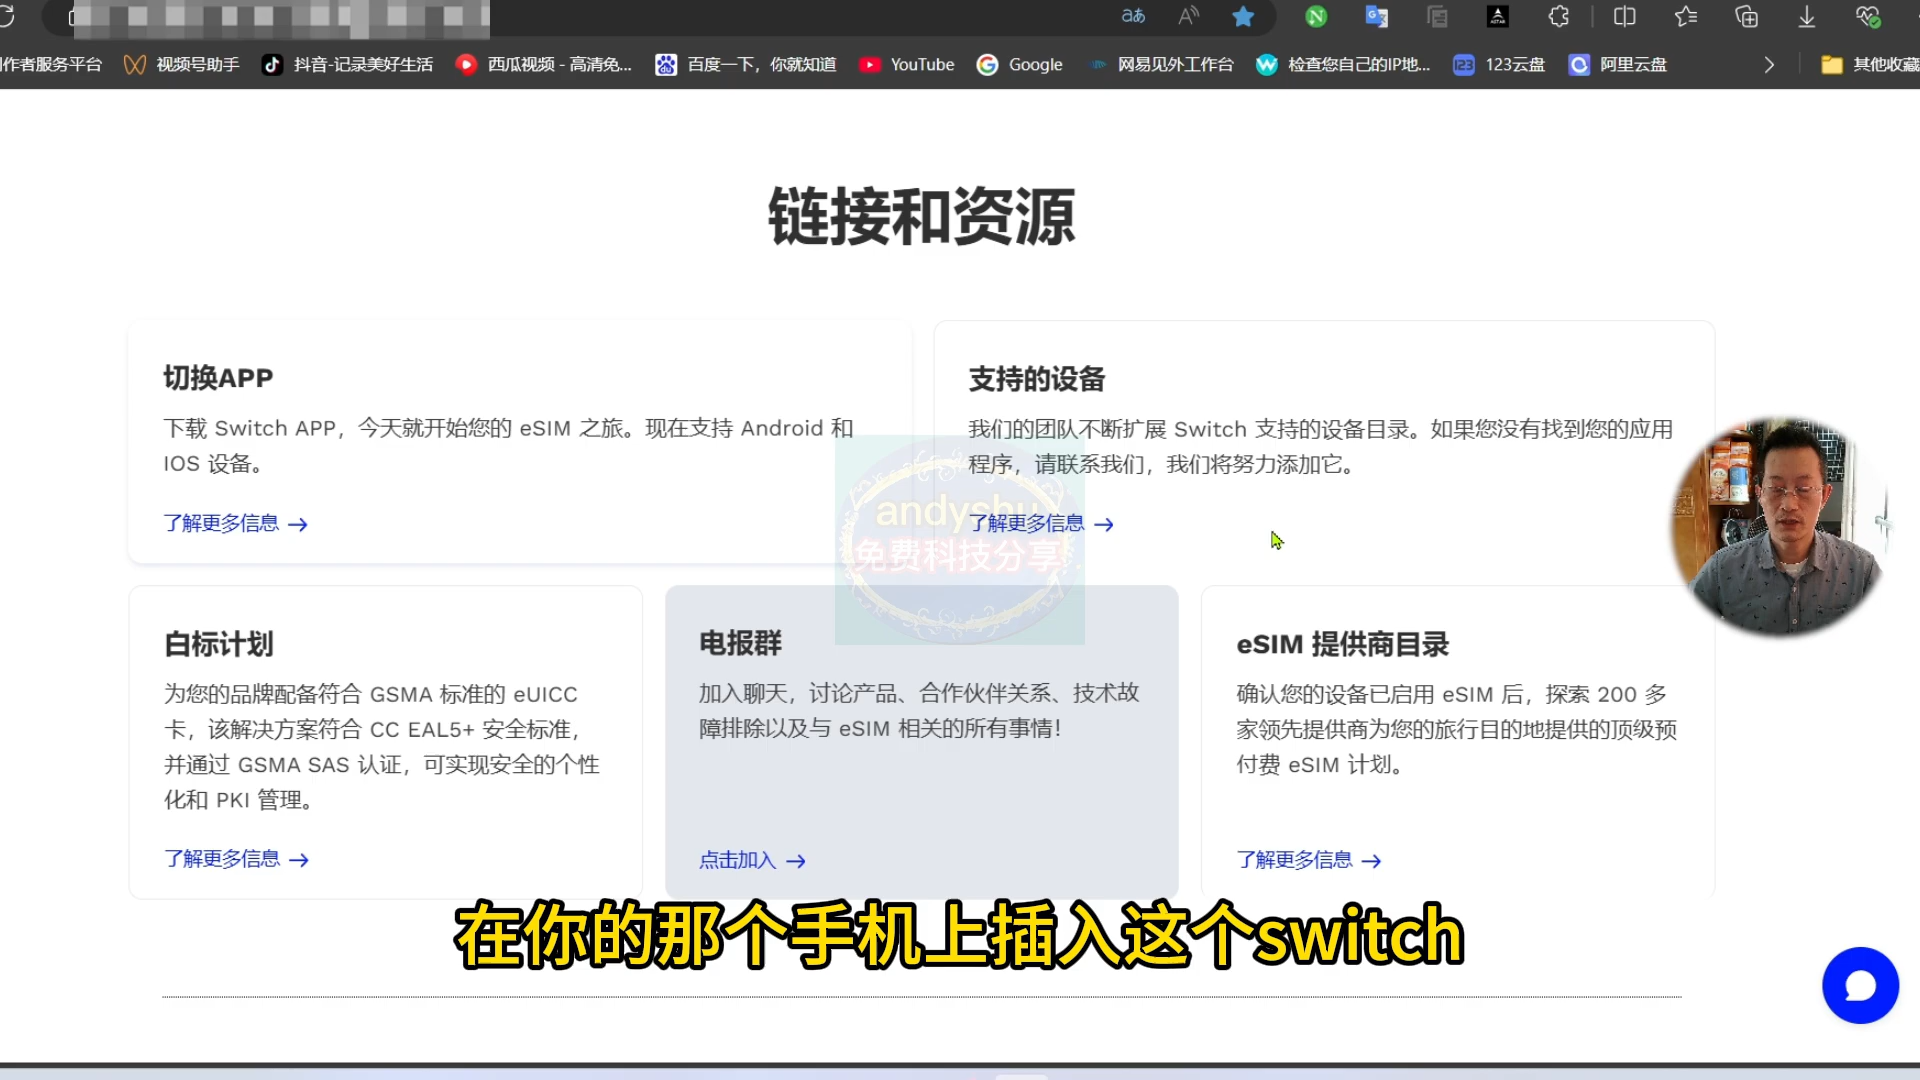 作者服务平台 视频号助手 抖音-记录美好生活 西瓜视频 - 高清免... 百度一下，你就知道 YouTube Google 网易见外工作台 检查您自己的IP地... 123云盘 阿里云盘 其他收藏
链接和资源
切换APP
下载 Switch APP，今天就开始您的 eSIM 之旅。现在支持 Android 和
IOS 设备。
了解更多信息 →
支持的设备
我们的团队不断扩展 Switch 支持的设备目录。如果您没有找到您的应用
程序，请联系我们，我们将努力添加它。
了解更多信息 →
andyshu
免费科技分享
白标计划
为您的品牌配备符合 GSMA 标准的 eUICC
卡，该解决方案符合 CC EAL5+ 安全标准，
并通过 GSMA SAS 认证，可实现安全的个性
化和 PKI 管理。
了解更多信息 →
电报群
加入聊天，讨论产品、合作伙伴关系、技术故
障排除以及与 eSIM 相关的所有事情！
点击加入 →
eSIM 提供商目录
确认您的设备已启用 eSIM 后，探索 200 多
家领先提供商为您的旅行目的地提供的顶级预
付费 eSIM 计划。
了解更多信息 →
在你的那个手机上插入这个switch